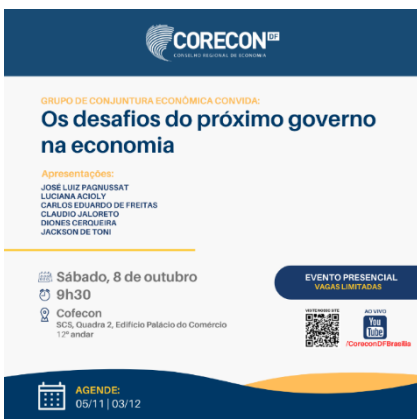 CORECON DF
CONSELHO REGIONAL DE ECONOMIA
GRUPO DE CONJUNTURA ECONÔMICA CONVIDA:
Os desafios do próximo governo
na economia
Apresentações:
JOSÉ LUIZ PAGNUSSAT
LUCIANA ACIOLY
CARLOS EDUARDO DE FREITAS
CLAUDIO JALORETO
DIONES CERQUEIRA
JACKSON DE TONI
Sábado, 8 de outubro
9h30
Cofecon
SCS, Quadra 2, Edifício Palácio do Comércio
12º andar
EVENTO PRESENCIAL
VAGAS LIMITADAS
AO VIVO
You
Tube
/CoreconDFBrasilia
AGENDE:
05/11 | 03/12